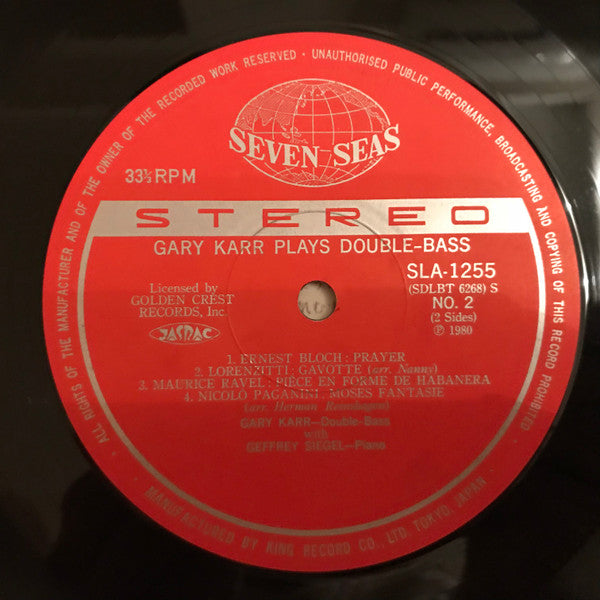 ALL RIGHTS OF THE MANUFACTURER AND OF THE OWNER OF THE RECORDED WORK RESERVED · UNAUTHORISED PUBLIC PERFORMANCE, BROADCASTING AND COPYING OF THIS RECORD PROHIBITED
SEVEN SEAS
33⅓ RPM
STEREO
GARY KARR PLAYS DOUBLE-BASS
Licensed by
GOLDEN CREST
RECORDS, Inc.
JASRAC
SLA-1255
(SDLBT 6268) S
NO. 2
(2 Sides)
Ⓟ 1980
1. ERNEST BLOCH: PRAYER
2. LORENZITTI: GAVOTTE (arr. Nanny)
3. MAURICE RAVEL: PIÈCE EN FORME DE HABANERA
4. NICOLO PAGANINI: MOSES FANTASIE
(arr. Herman Reinshagen)
GARY KARR—Double-Bass
with
GEFFREY SIEGEL—Piano
MANUFACTURED BY KING RECORD CO., LTD. TOKYO, JAPAN